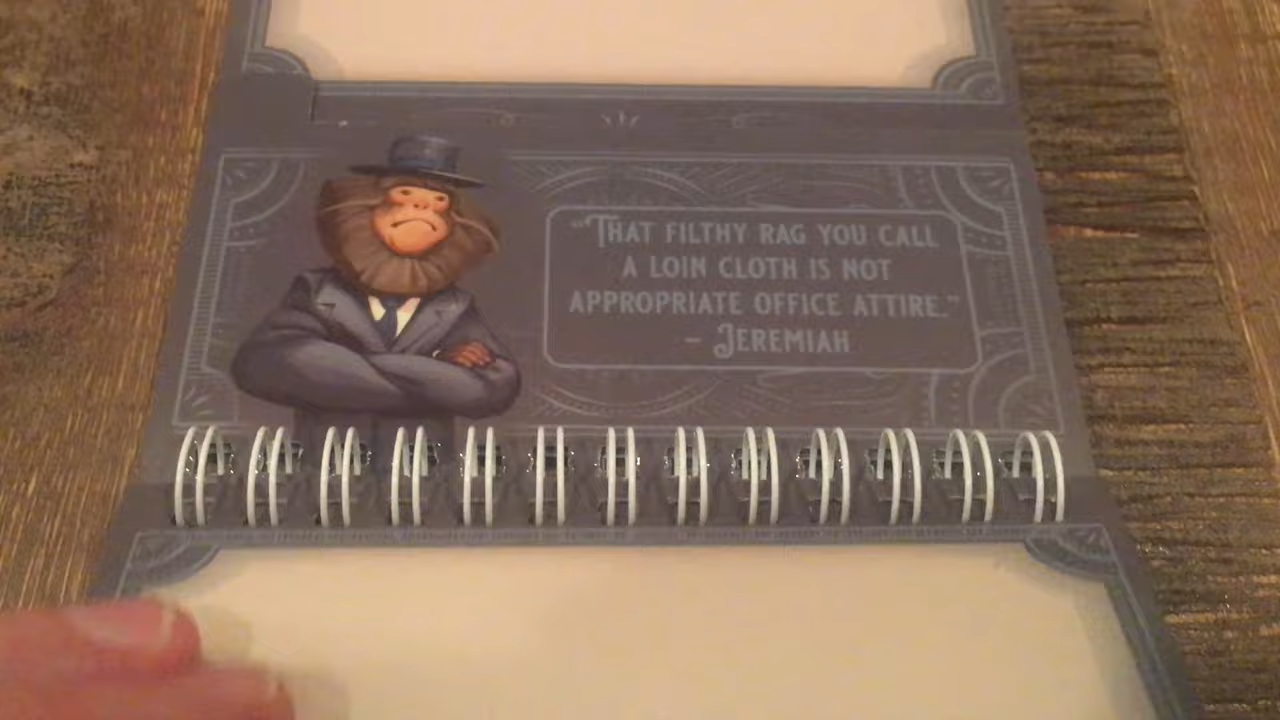 "That filthy rag you call
a loin cloth is not
appropriate office attire."
- Jeremiah